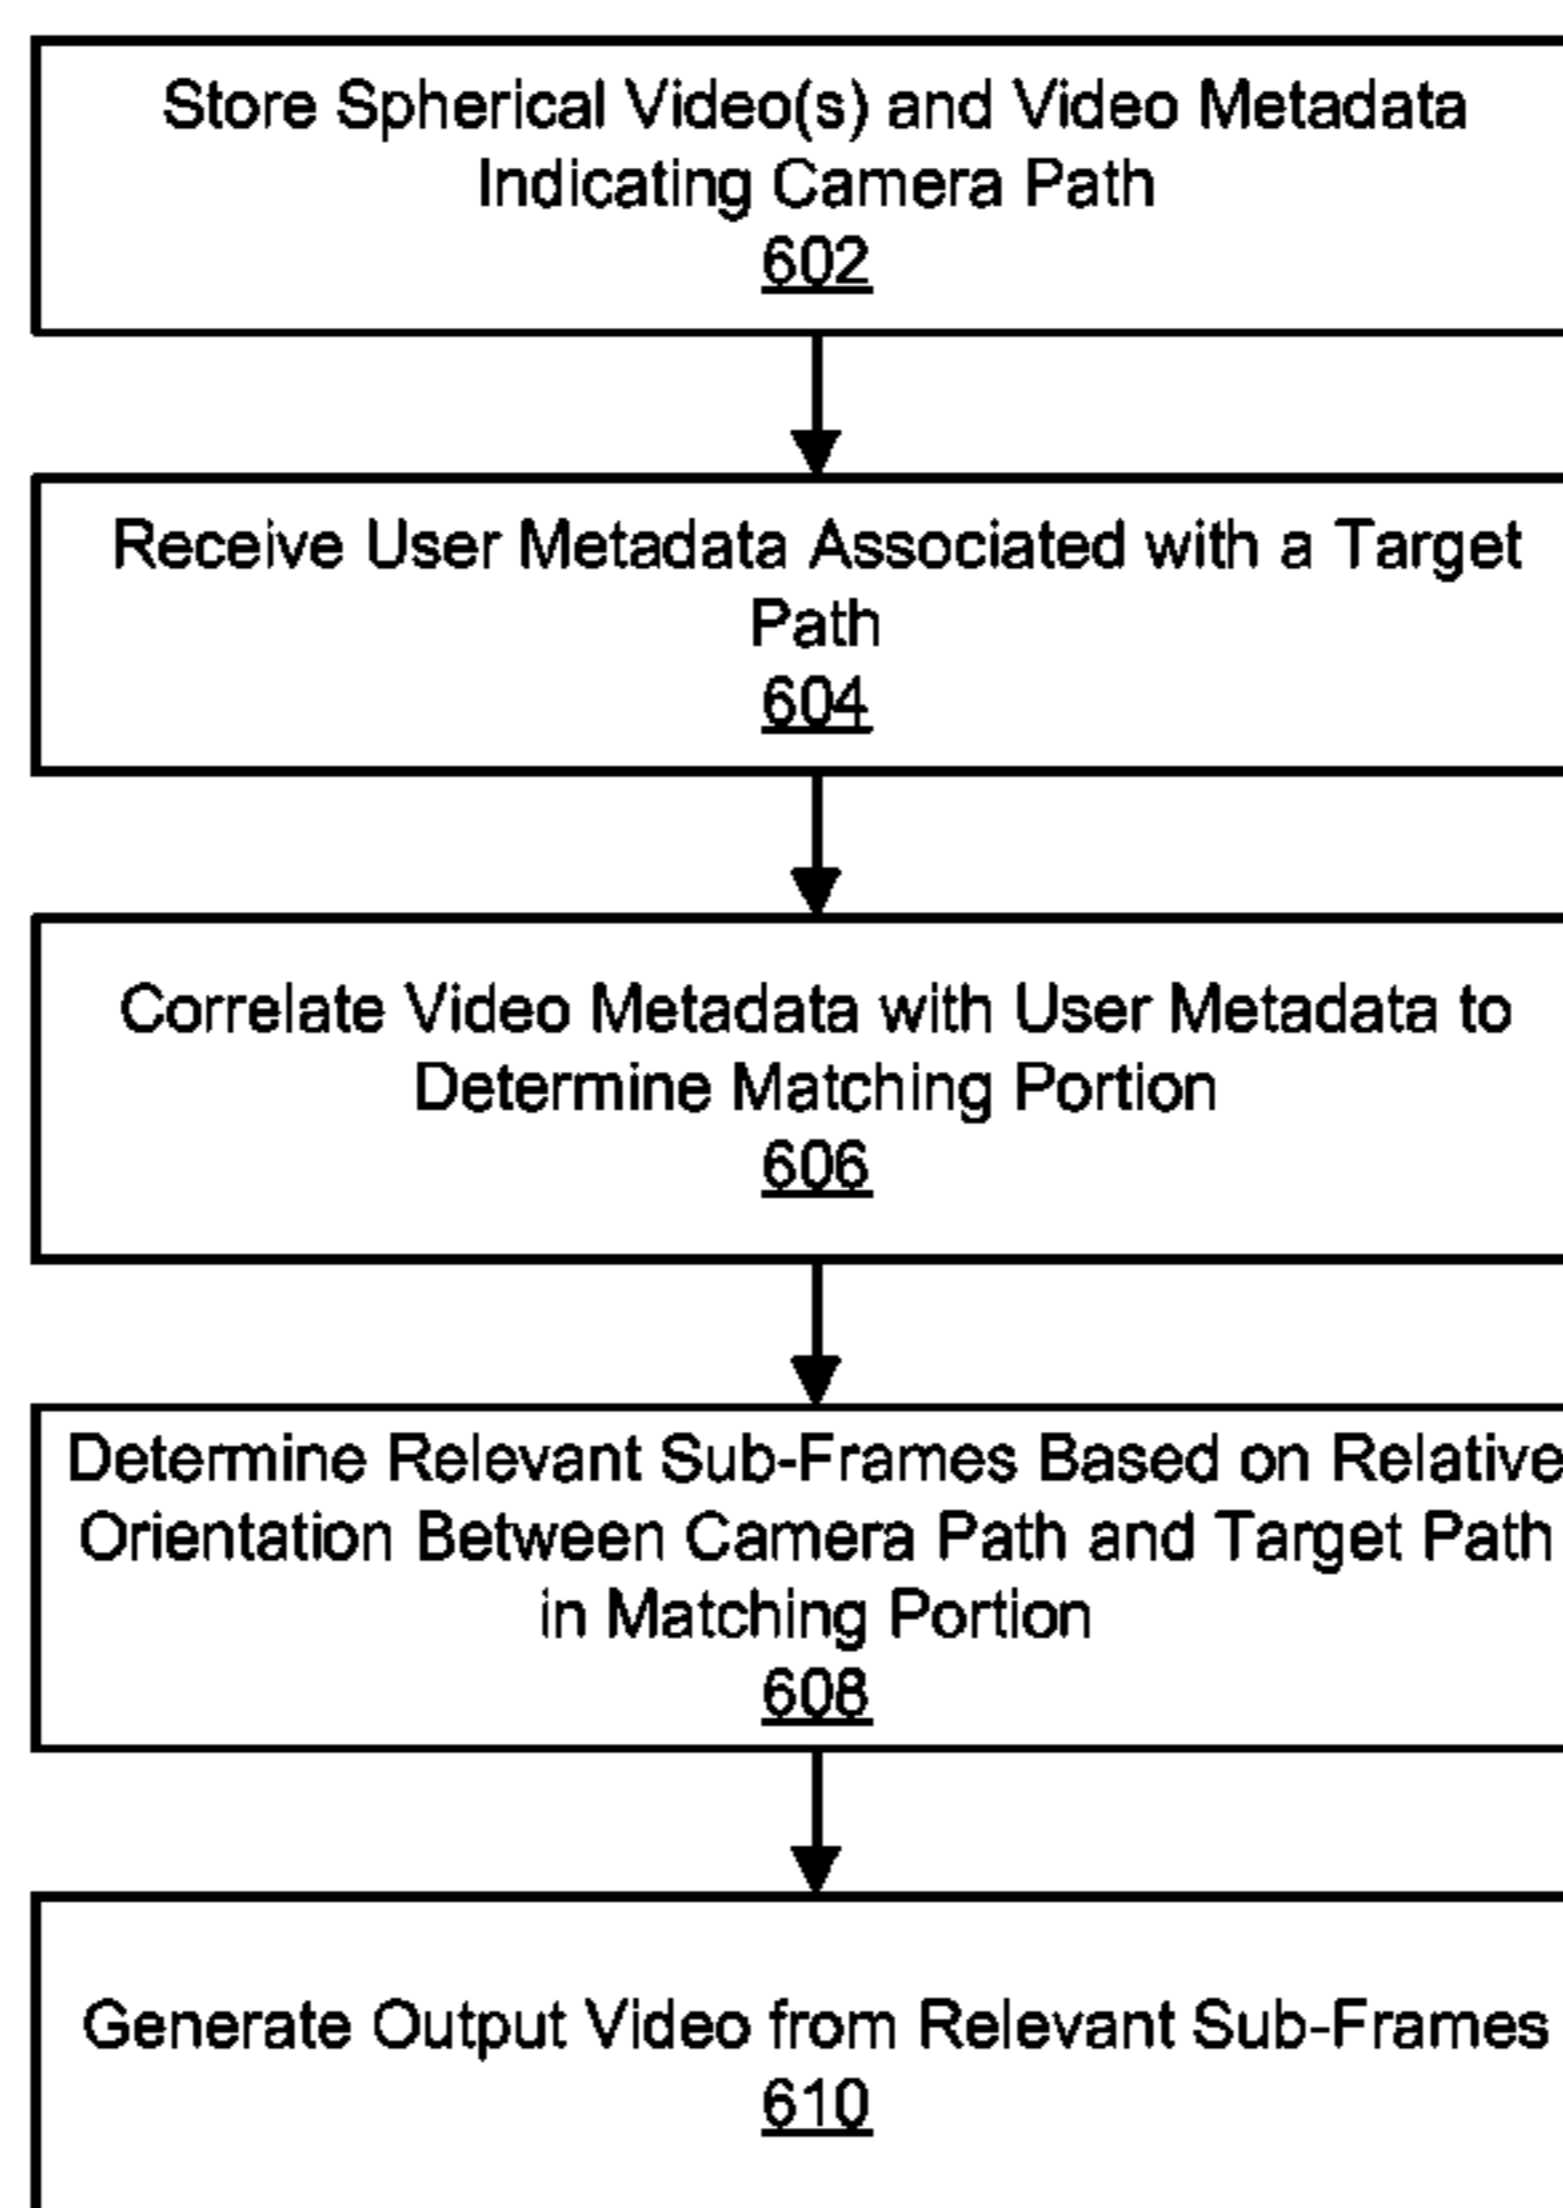 Store Spherical Video(s) and Video Metadata
Indicating Camera Path
602
Receive User Metadata Associated with a Target
Path
604
Correlate Video Metadata with User Metadata to
Determine Matching Portion
606
Determine Relevant Sub-Frames Based on Relative
Orientation Between Camera Path and Target Path
in Matching Portion
608
Generate Output Video from Relevant Sub-Frames
610